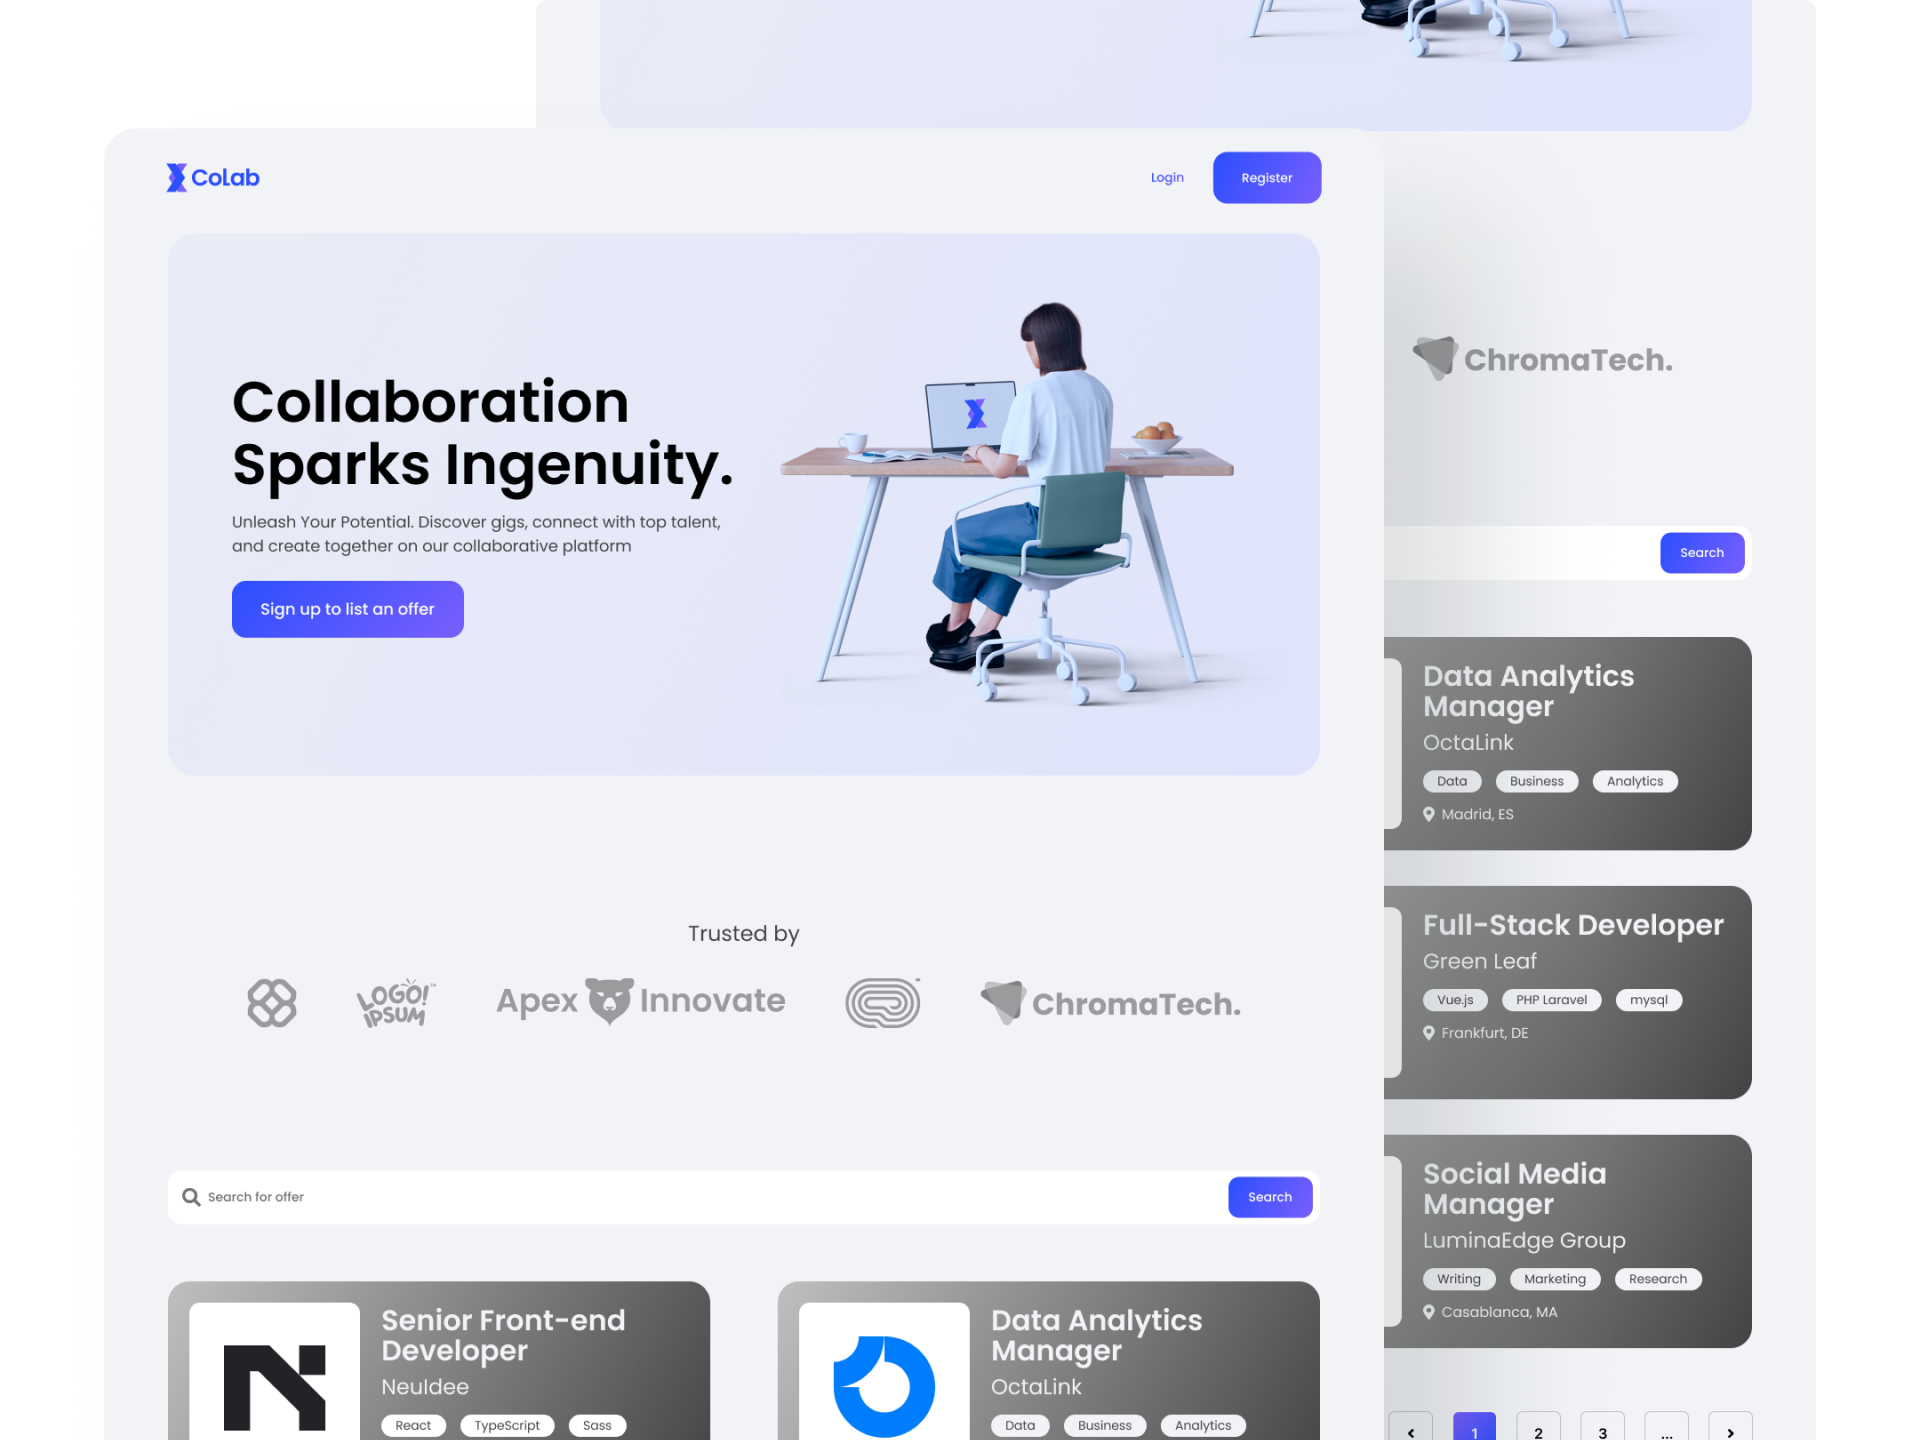 CoLab
Login
Register
Collaboration
Sparks Ingenuity.
Unleash Your Potential. Discover gigs, connect with top talent,
and create together on our collaborative platform
Sign up to list an offer
Trusted by
LOGO!™
IPSUM
Apex Innovate
ChromaTech.
Search for offer
Search
Senior Front-end
Developer
NeuIdee
React
TypeScript
Sass
Data Analytics
Manager
OctaLink
Data
Business
Analytics
ChromaTech.
Search
Data Analytics
Manager
OctaLink
Data
Business
Analytics
Madrid, ES
Full-Stack Developer
Green Leaf
Vue.js
PHP Laravel
mysql
Frankfurt, DE
Social Media
Manager
LuminaEdge Group
Writing
Marketing
Research
Casablanca, MA
1
2
3
...